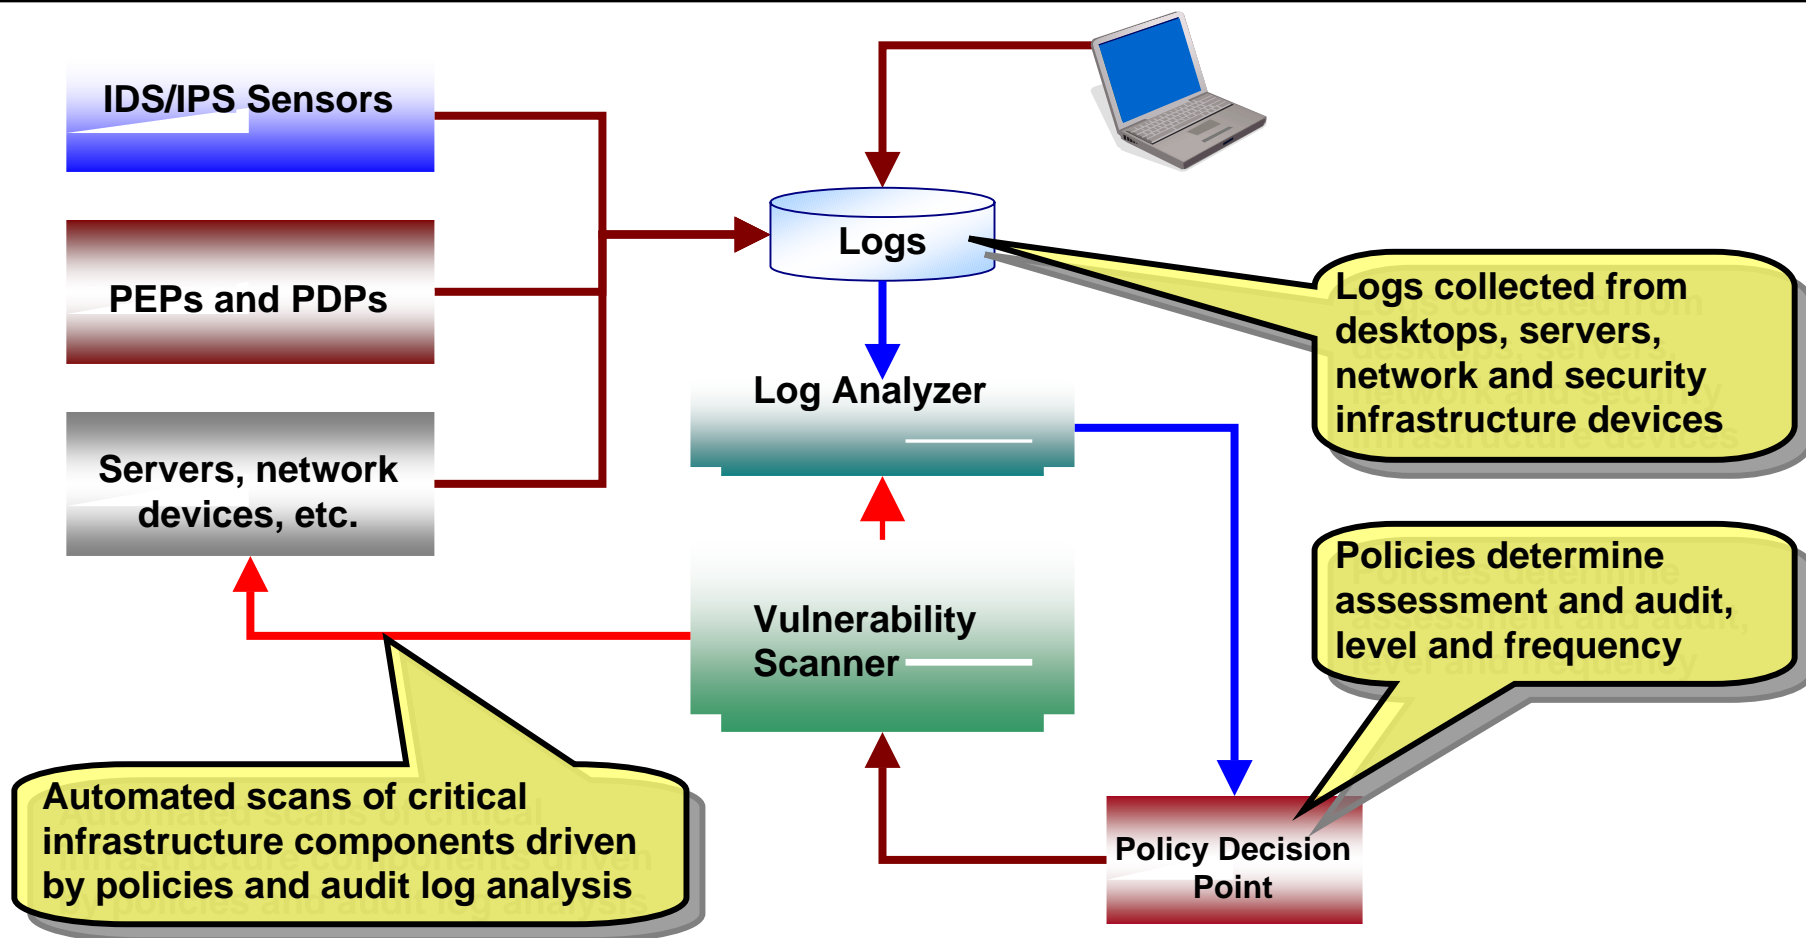 IDS/IPS Sensors
PEPs and PDPs
Servers, network
devices, etc.
Logs
Log Analyzer
Vulnerability
Scanner
Policy Decision
Point
Logs collected from
desktops, servers,
network and security
infrastructure devices
Policies determine
assessment and audit,
level and frequency
Automated scans of critical
infrastructure components driven
by policies and audit log analysis